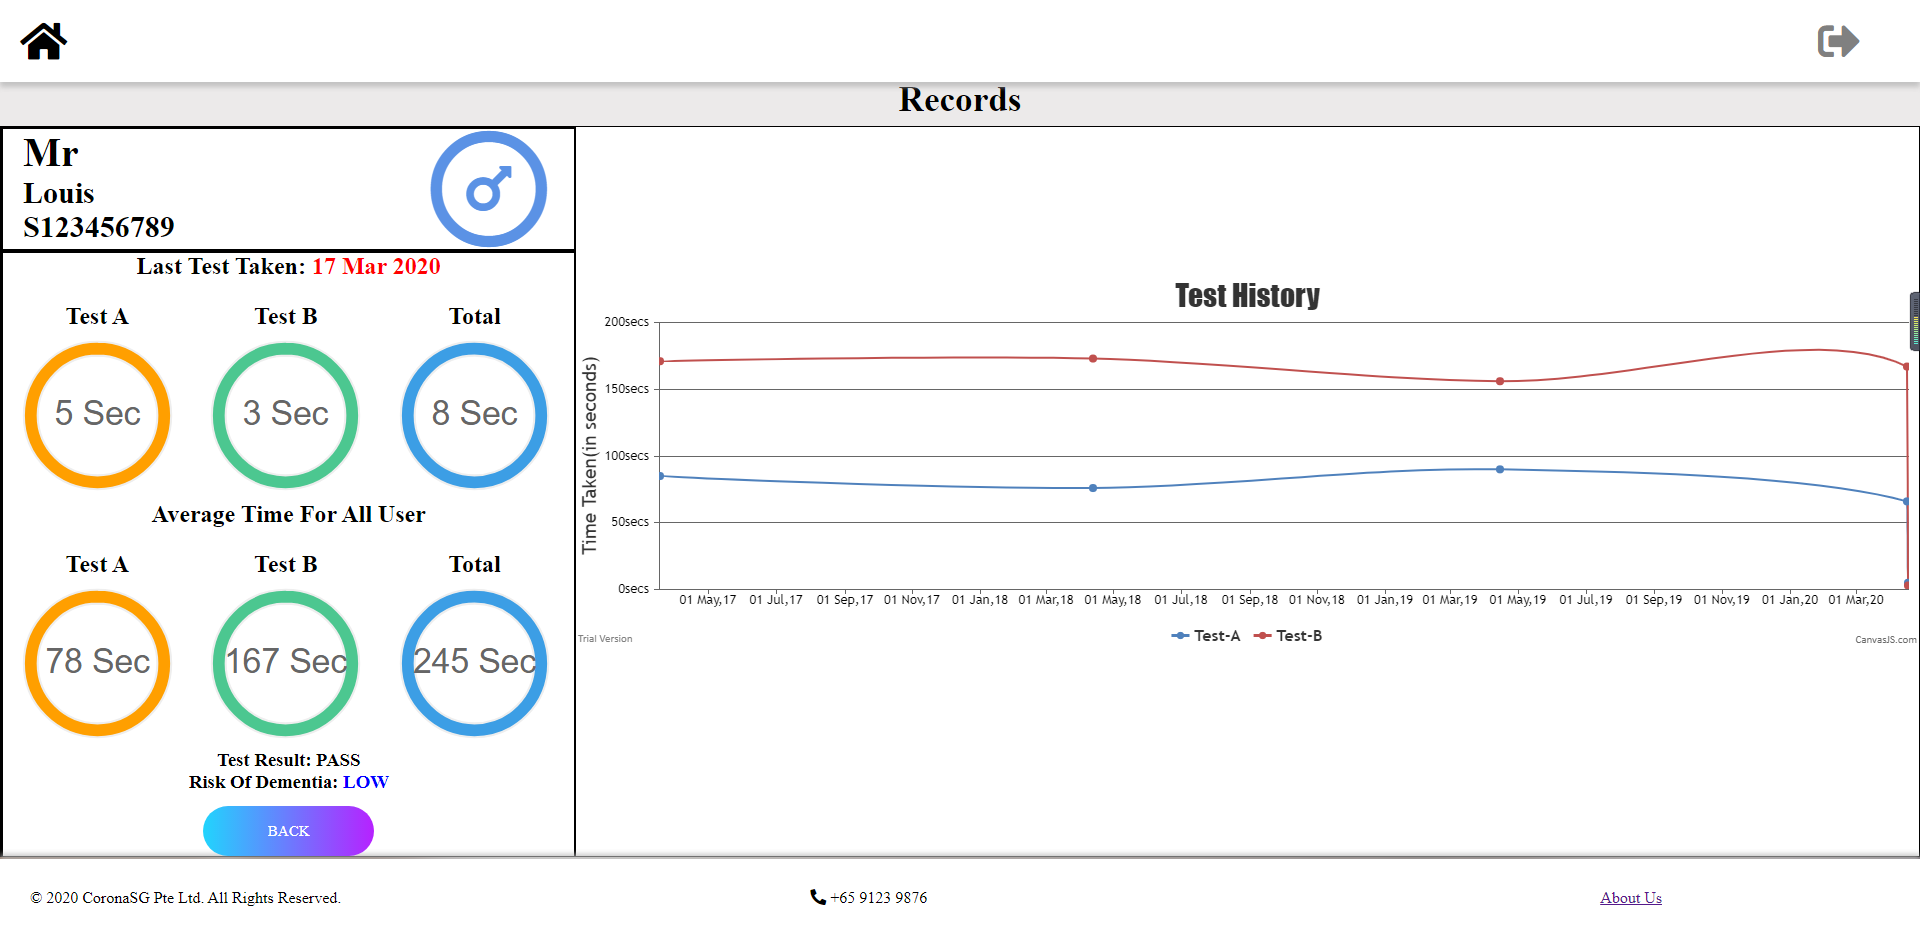 Records
Mr
Louis
S123456789
Last Test Taken: 17 Mar 2020
Test A Test B Total
5 Sec 3 Sec 8 Sec
Average Time For All User
Test A Test B Total
78 Sec 167 Sec 245 Sec
Test Result: PASS
Risk Of Dementia: LOW
BACK
Test History
Time Taken(in seconds)
200secs
150secs
100secs
50secs
0secs
01 May,17 01 Jul,17 01 Sep,17 01 Nov,17 01 Jan,18 01 Mar,18 01 May,18 01 Jul,18 01 Sep,18 01 Nov,18 01 Jan,19 01 Mar,19 01 May,19 01 Jul,19 01 Sep,19 01 Nov,19 01 Jan,20 01 Mar,20
Test-A Test-B
Trial Version
CanvasJS.com
© 2020 CoronaSG Pte Ltd. All Rights Reserved.
+65 9123 9876
About Us